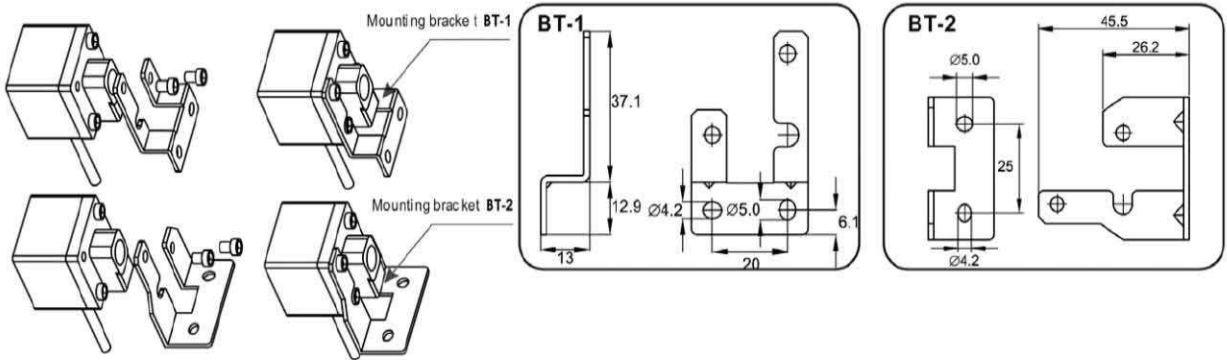 Mounting bracke t BT-1
Mounting bracket BT-2
BT-1
37.1
12.9
13
Ø4.2
Ø5.0
6.1
20
BT-2
45.5
26.2
Ø5.0
25
Ø4.2